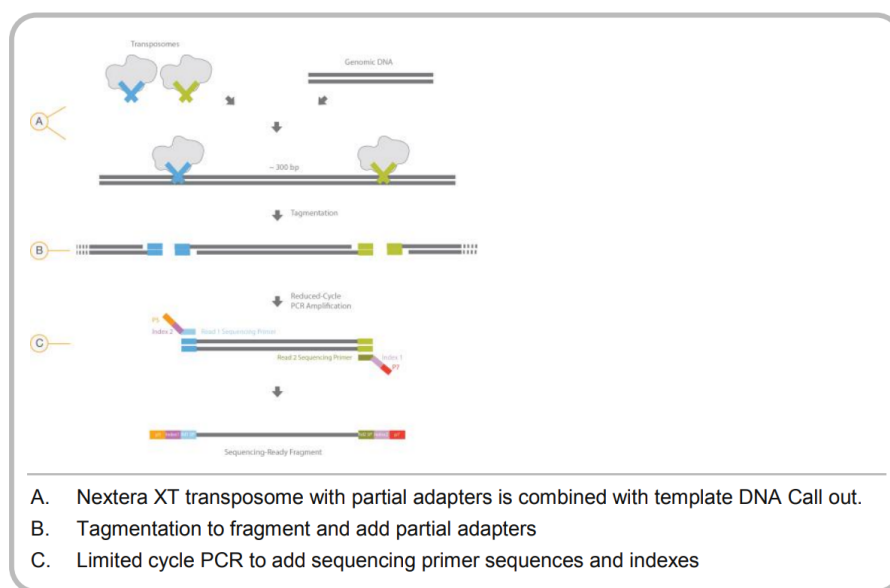 Transposomes
Genomic DNA
A
~ 300 bp
Tagmentation
B
Reduced-Cycle
PCR Amplification
P5
Index 2
Read 1 Sequencing Primer
C
Read 2 Sequencing Primer
Index 1
P7
Sequencing-Ready Fragment
A. Nextera XT transposome with partial adapters is combined with template DNA Call out.
B. Tagmentation to fragment and add partial adapters
C. Limited cycle PCR to add sequencing primer sequences and indexes